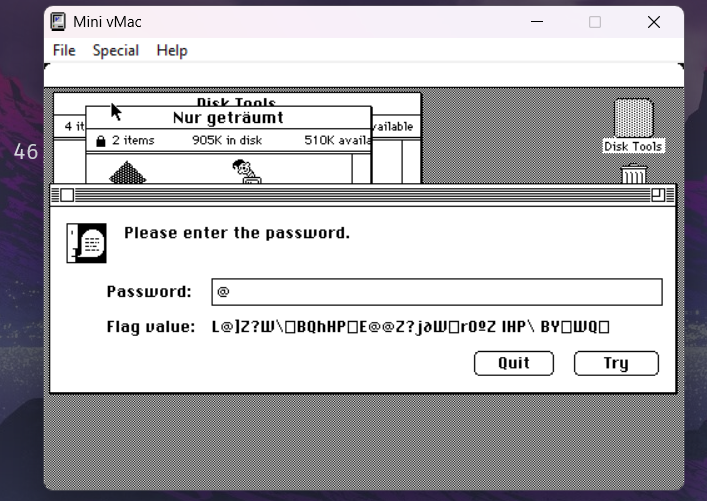 Mini vMac
File Special Help
Disk Tools
Nur geträumt
4 it
vailable
2 items 905K in disk 510K availa
46
Disk Tools
Please enter the password.
Password: @
Flag value: L@]Z?W\□BQhHP□E@@Z?j∂W□rOºZ IHP\ BY□WQ□
Quit Try